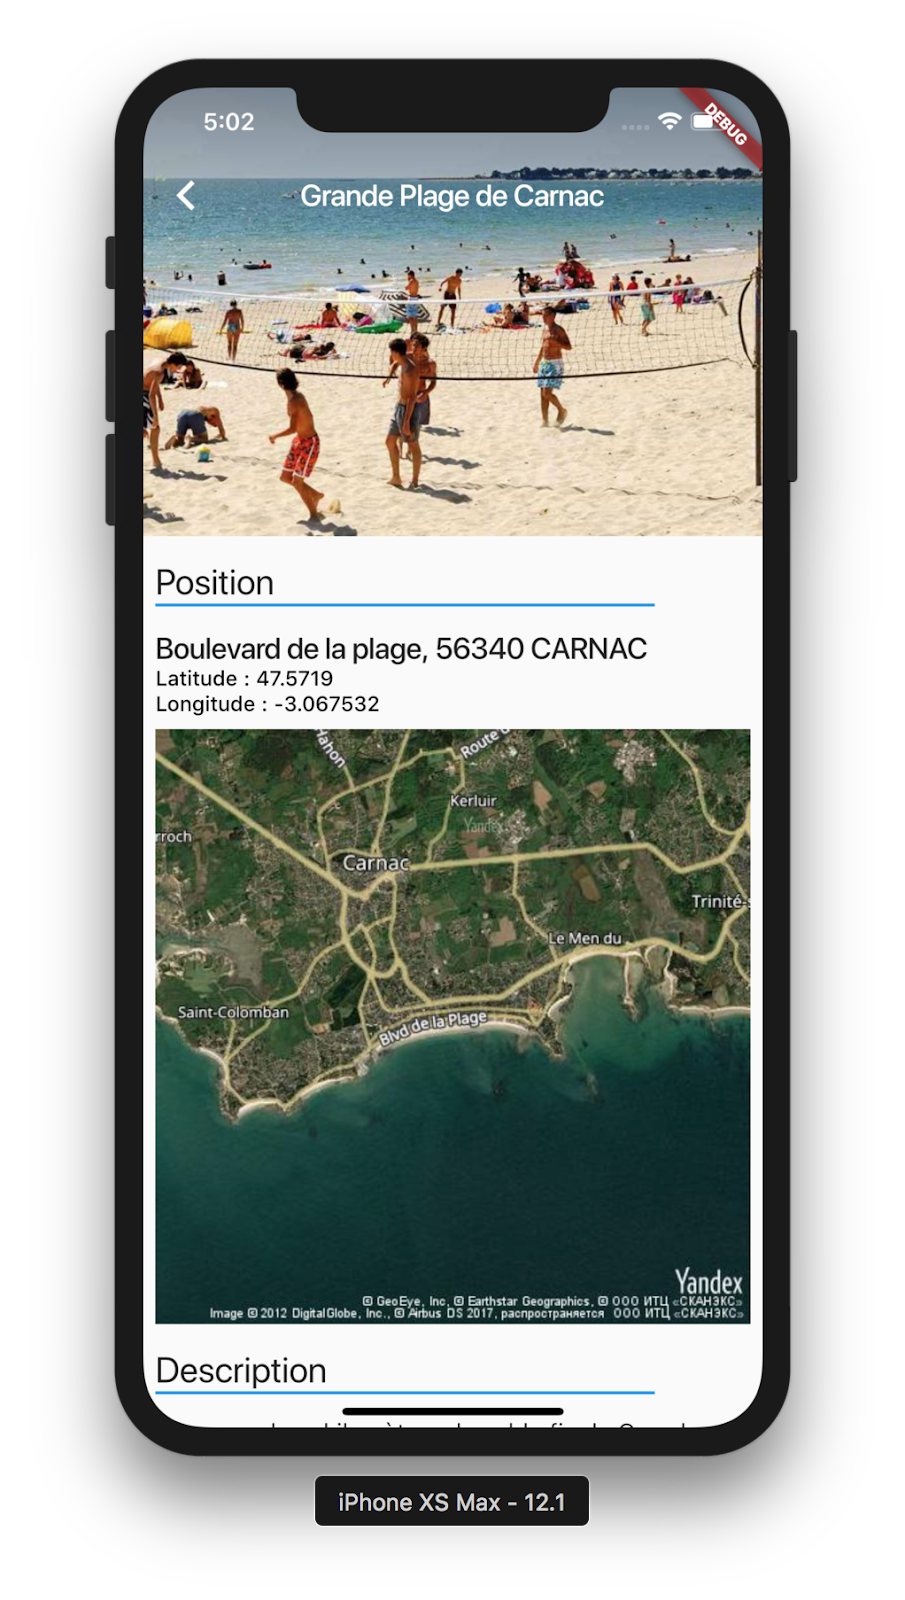 5:02
DEBUG
Grande Plage de Carnac
Position
Boulevard de la plage, 56340 CARNAC
Latitude : 47.5719
Longitude : -3.067532
Hahon
Route
Kerluir
Yandex
rroch
Carnac
Trinité-s
Le Men du
Saint-Colomban
Blvd de la Plage
Yandex
© GeoEye, Inc, © Earthstar Geographics, © ООО ИТЦ «СКАНЭКС»
Image © 2012 DigitalGlobe, Inc., © Airbus DS 2017, распространяется ООО ИТЦ «СКАНЭКС»
Description
iPhone XS Max - 12.1